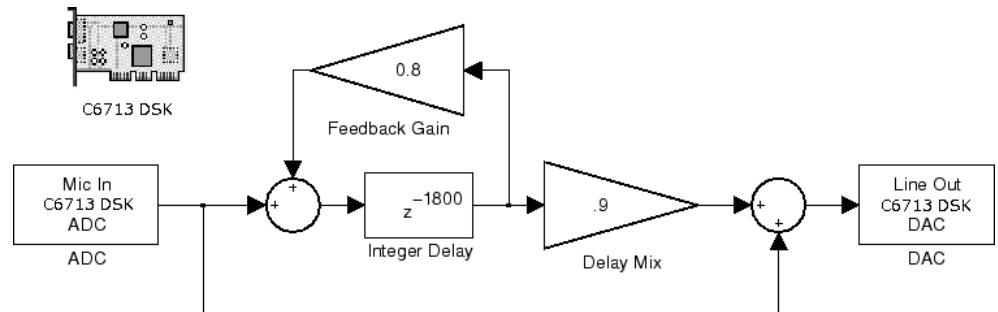 C6713 DSK
0.8
Feedback Gain
Mic In
C6713 DSK
ADC
ADC
+
+
z−1800
Integer Delay
.9
Delay Mix
+
+
Line Out
C6713 DSK
DAC
DAC